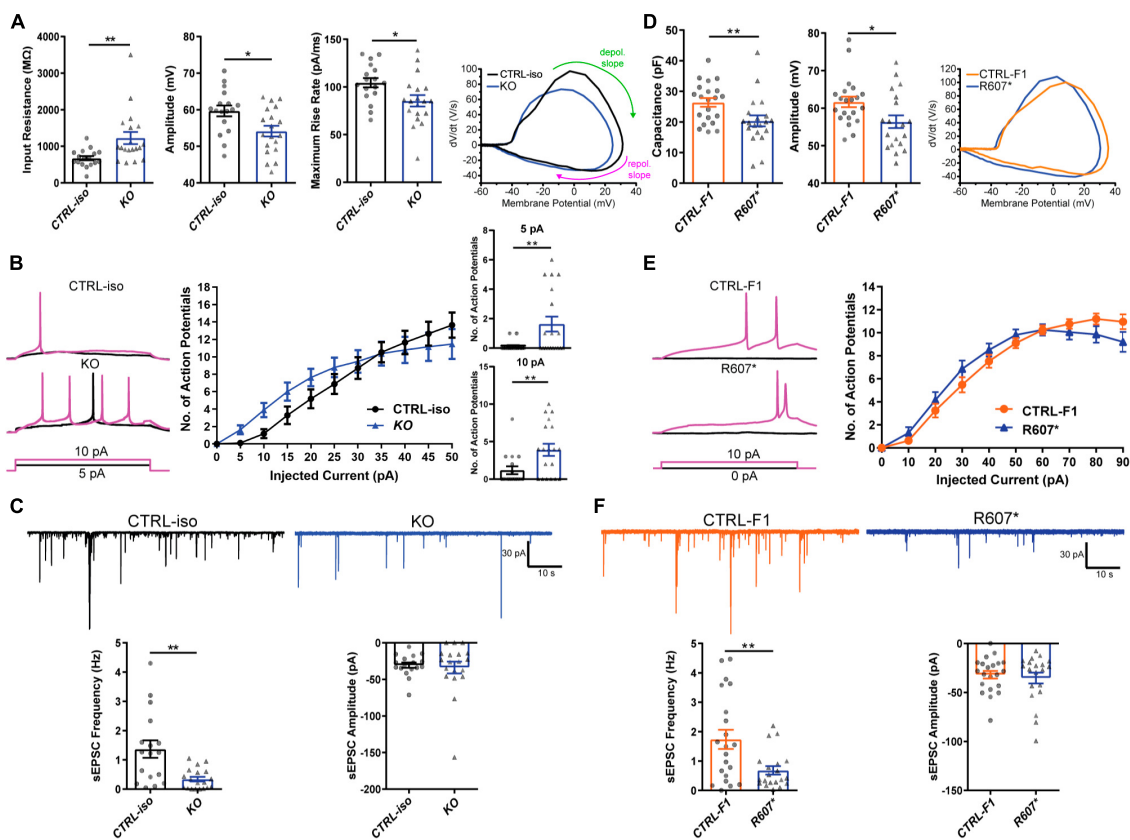 A
**
Input Resistance (MΩ)
4000
3000
2000
1000
0
CTRL-iso
KO
*
Amplitude (mV)
80
70
60
50
40
CTRL-iso
KO
*
Maximum Rise Rate (pA/ms)
150
100
50
0
CTRL-iso
KO
CTRL-iso
KO
depol.
slope
repol.
slope
dV/dt (V/s)
100
80
60
40
20
0
-20
-40
-60 -40 -20 0 20 40
Membrane Potential (mV)
D
**
Capacitance (pF)
50
40
30
20
10
0
CTRL-F1
R607*
*
Amplitude (mV)
80
70
60
50
40
CTRL-F1
R607*
CTRL-F1
R607*
dV/dt (V/s)
120
100
80
60
40
20
0
-20
-40
-60 -40 -20 0 20 40
Membrane Potential (mV)
B
CTRL-iso
KO
10 pA
5 pA
No. of Action Potentials
18
16
14
12
10
8
6
4
2
0
0 5 10 15 20 25 30 35 40 45 50
Injected Current (pA)
CTRL-iso
KO
5 pA
**
No. of Action Potentials
8
6
4
2
0
10 pA
**
No. of Action Potentials
15
10
5
0
CTRL-iso
KO
E
CTRL-F1
R607*
10 pA
0 pA
No. of Action Potentials
14
12
10
8
6
4
2
0
0 10 20 30 40 50 60 70 80 90
Injected Current (pA)
CTRL-F1
R607*
C
CTRL-iso
KO
30 pA
10 s
**
sEPSC Frequency (Hz)
5
4
3
2
1
0
CTRL-iso
KO
sEPSC Amplitude (pA)
0
-50
-100
-150
-200
CTRL-iso
KO
F
CTRL-F1
R607*
30 pA
10 s
**
sEPSC Frequency (Hz)
5
4
3
2
1
0
CTRL-F1
R607*
sEPSC Amplitude (pA)
0
-50
-100
-150
CTRL-F1
R607*